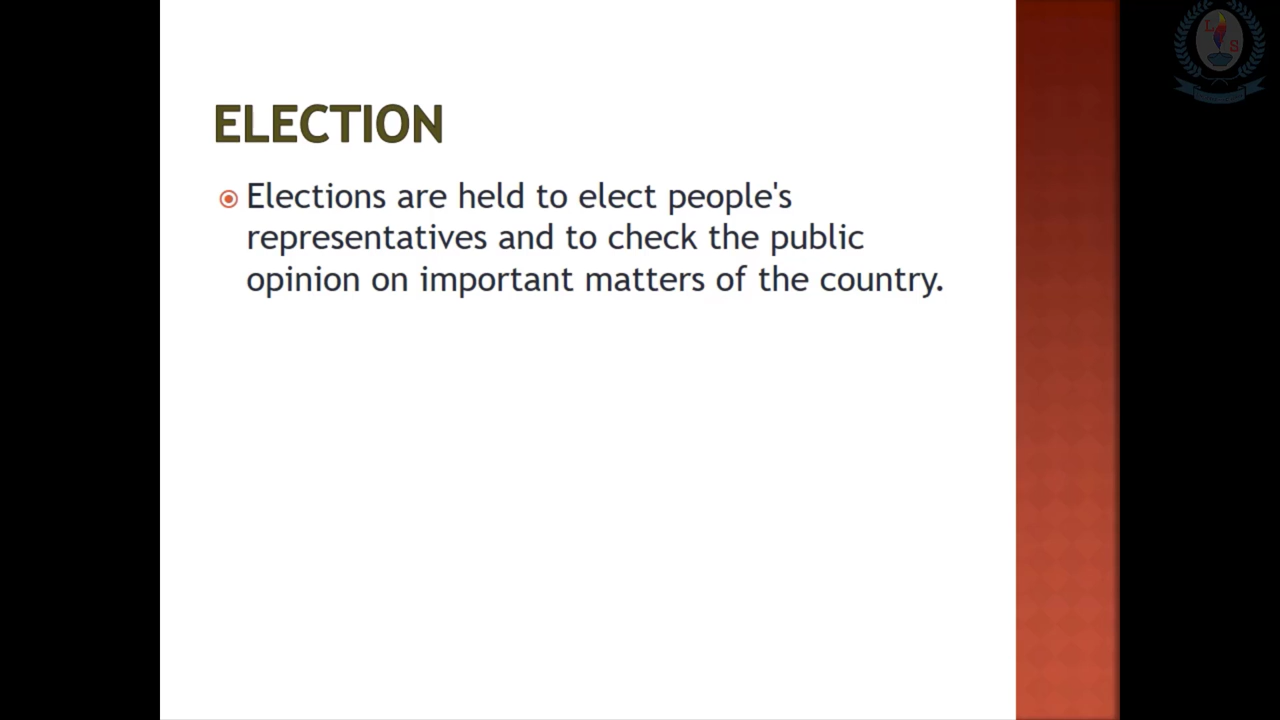 L
S
ELECTION
Elections are held to elect people's
representatives and to check the public
opinion on important matters of the country.